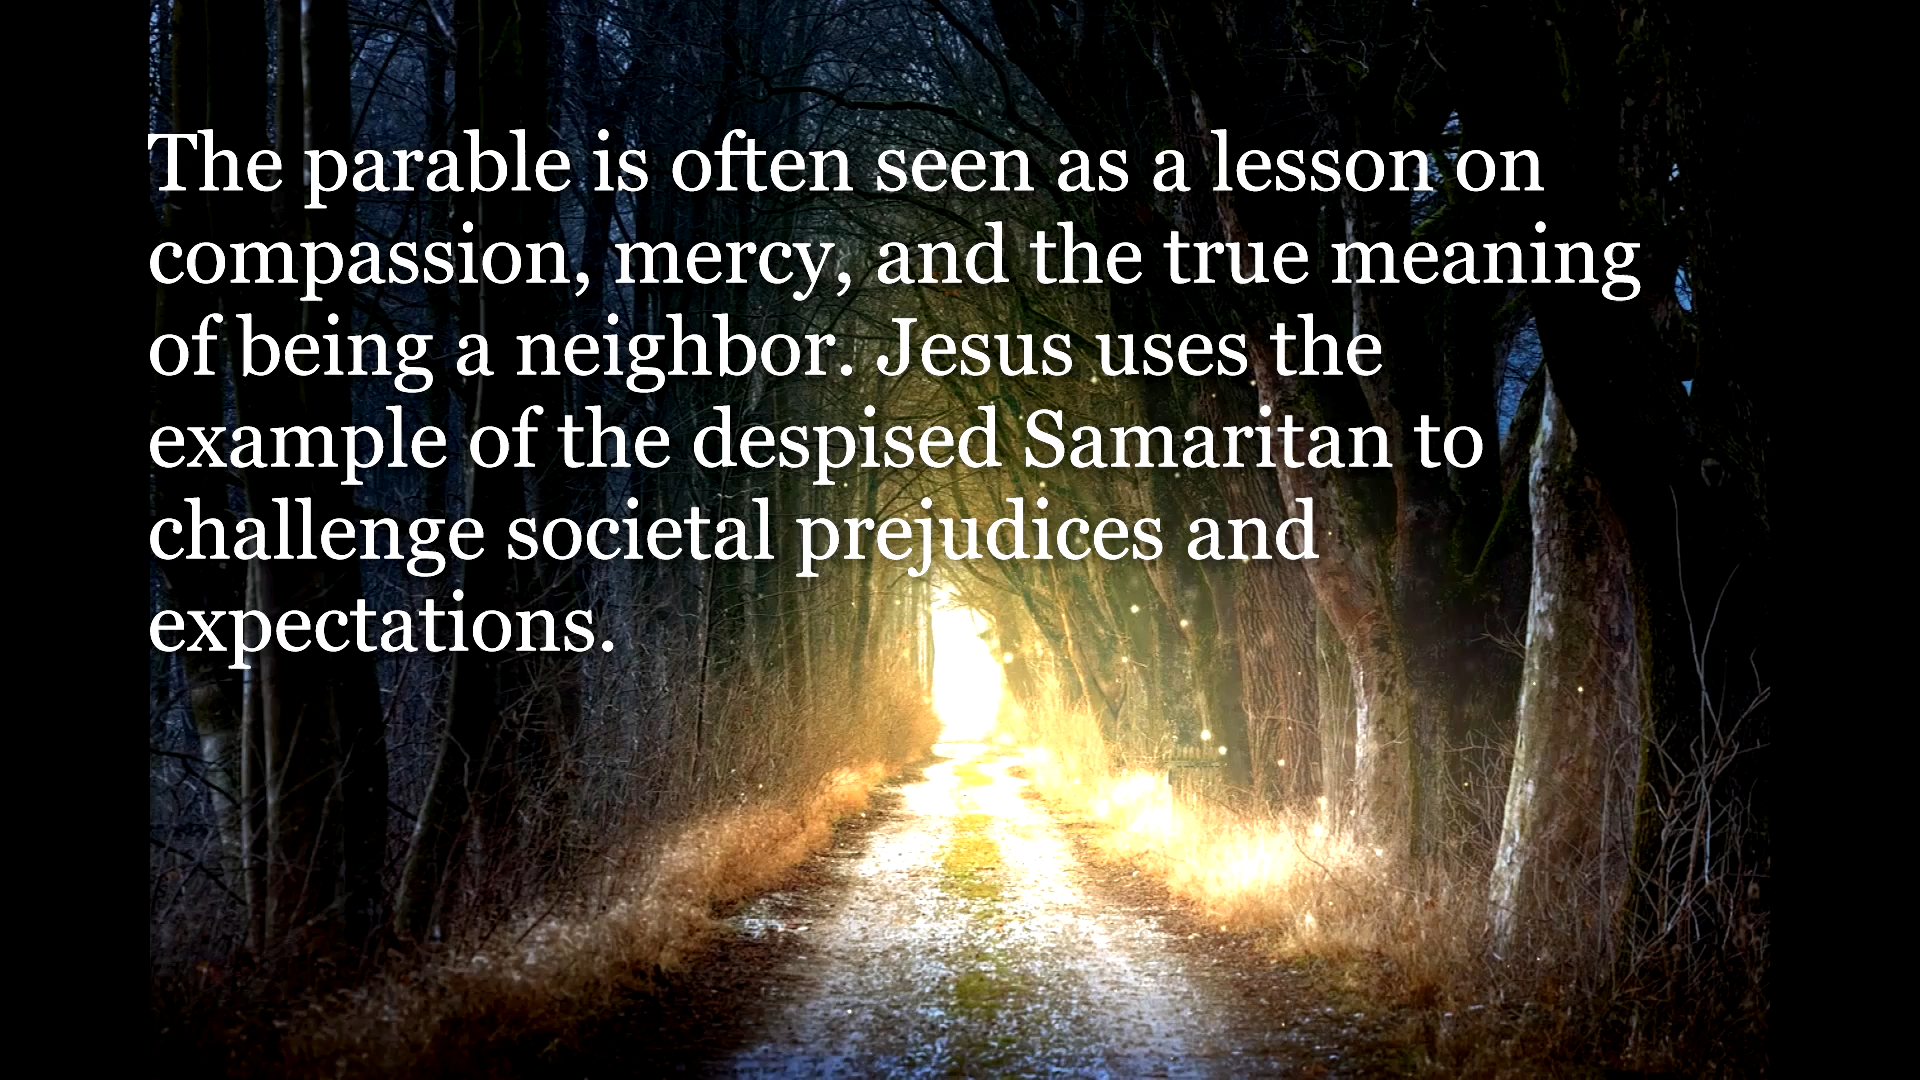 The parable is often seen as a lesson on
compassion, mercy, and the true meaning
of being a neighbor. Jesus uses the
example of the despised Samaritan to
challenge societal prejudices and
expectations.